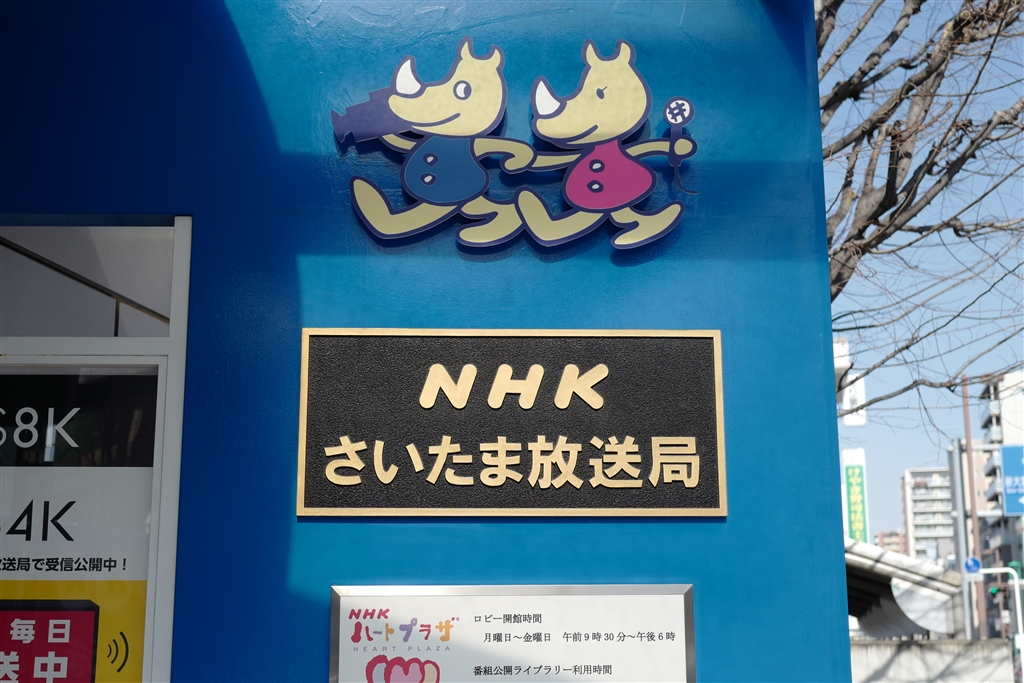 NHK
さいたま放送局
8K
4K
送局で受信公開中！
毎日
送中
NHK
ハートプラザ
HEART PLAZA
ロビー開館時間
月曜日～金曜日　午前9時30分～午後6時
番組公開ライブラリー利用時間